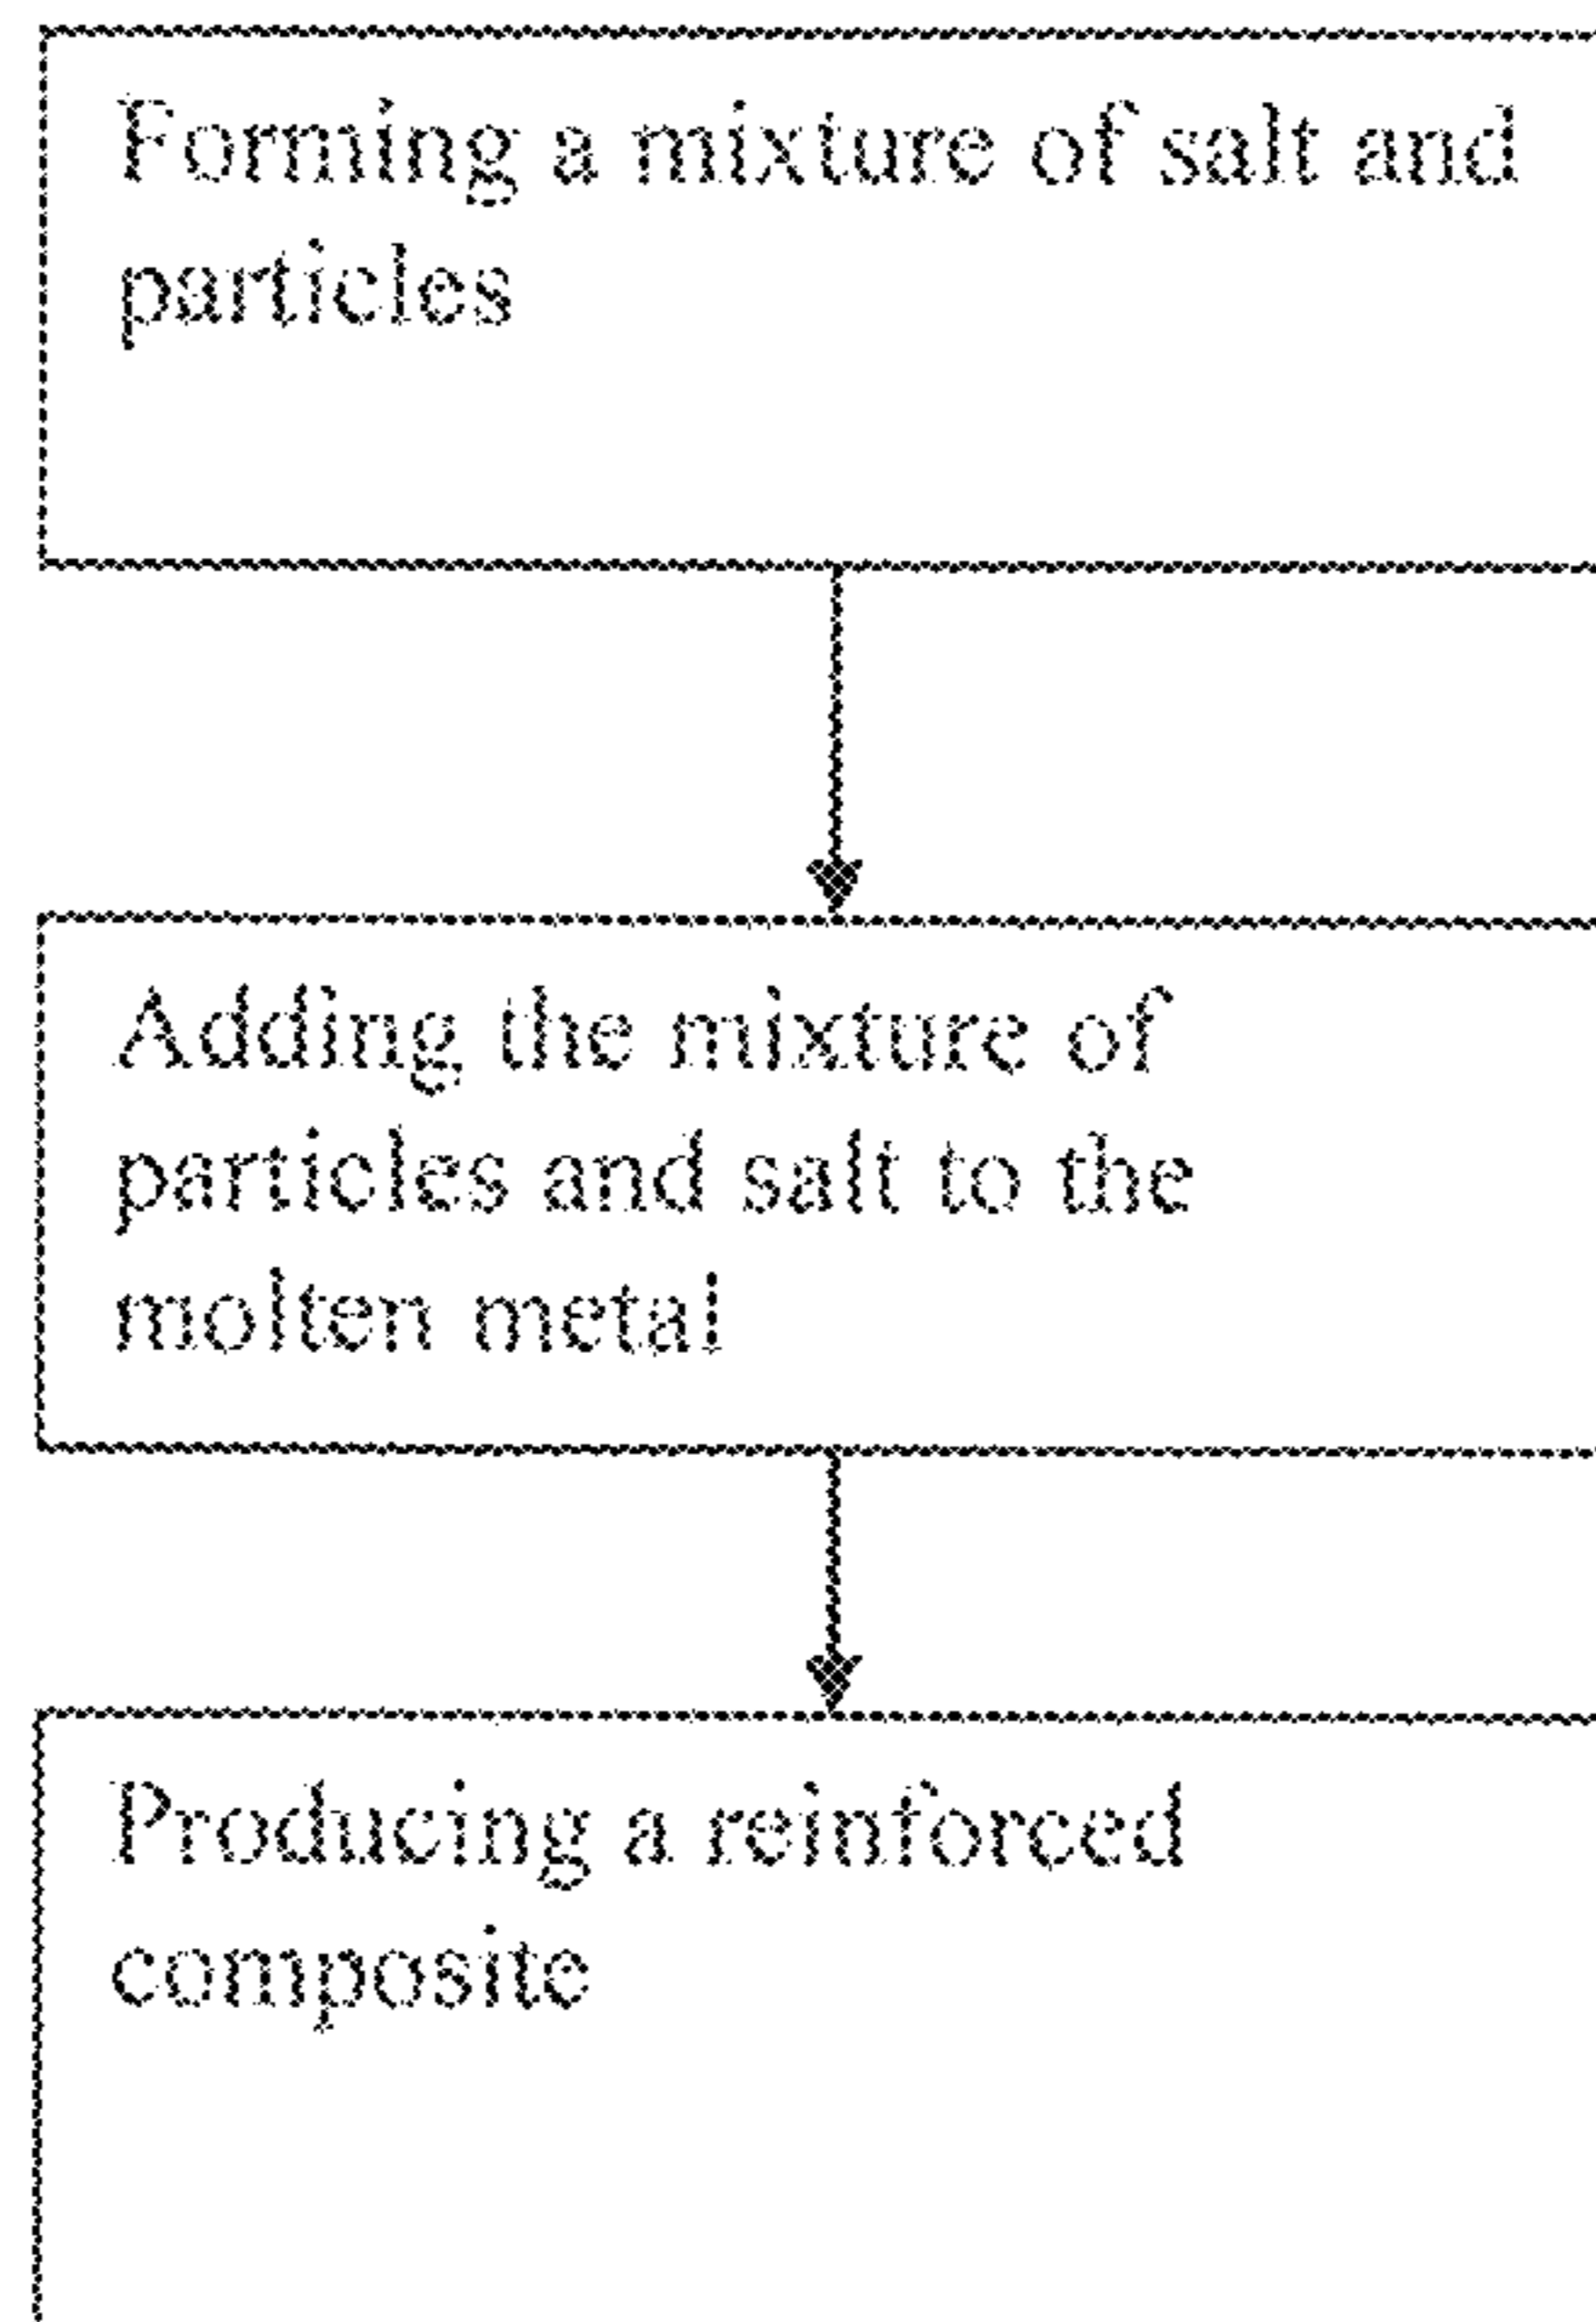 Forming a mixture of salt and
particles
Adding the mixture of
particles and salt to the
molten metal
Producing a reinforced
composite